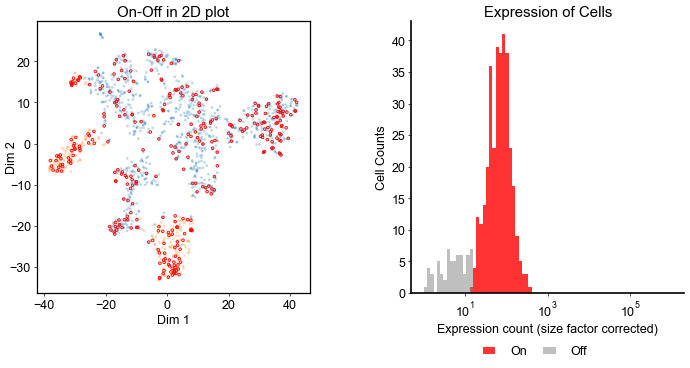 On-Off in 2D plot
20
10
0
−10
−20
−30
−40
−20
0
20
40
Dim 2
Dim 1
Expression of Cells
40
35
30
25
20
15
10
5
0
Cell Counts
10^1
10^3
10^5
Expression count (size factor corrected)
On
Off